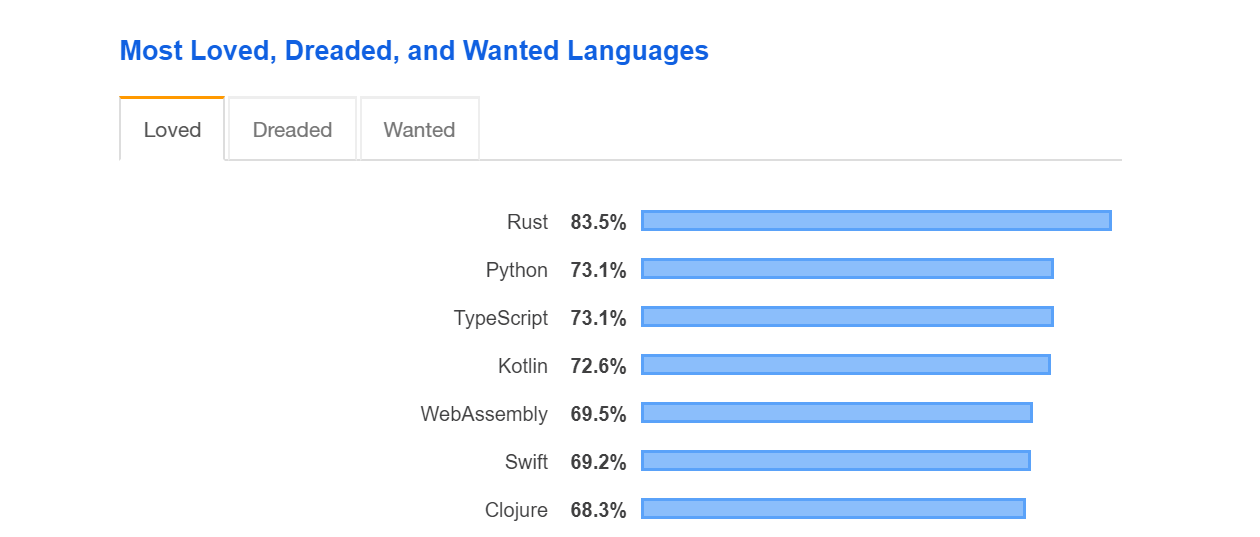 Most Loved, Dreaded, and Wanted Languages
Loved Dreaded Wanted
Rust 83.5%
Python 73.1%
TypeScript 73.1%
Kotlin 72.6%
WebAssembly 69.5%
Swift 69.2%
Clojure 68.3%